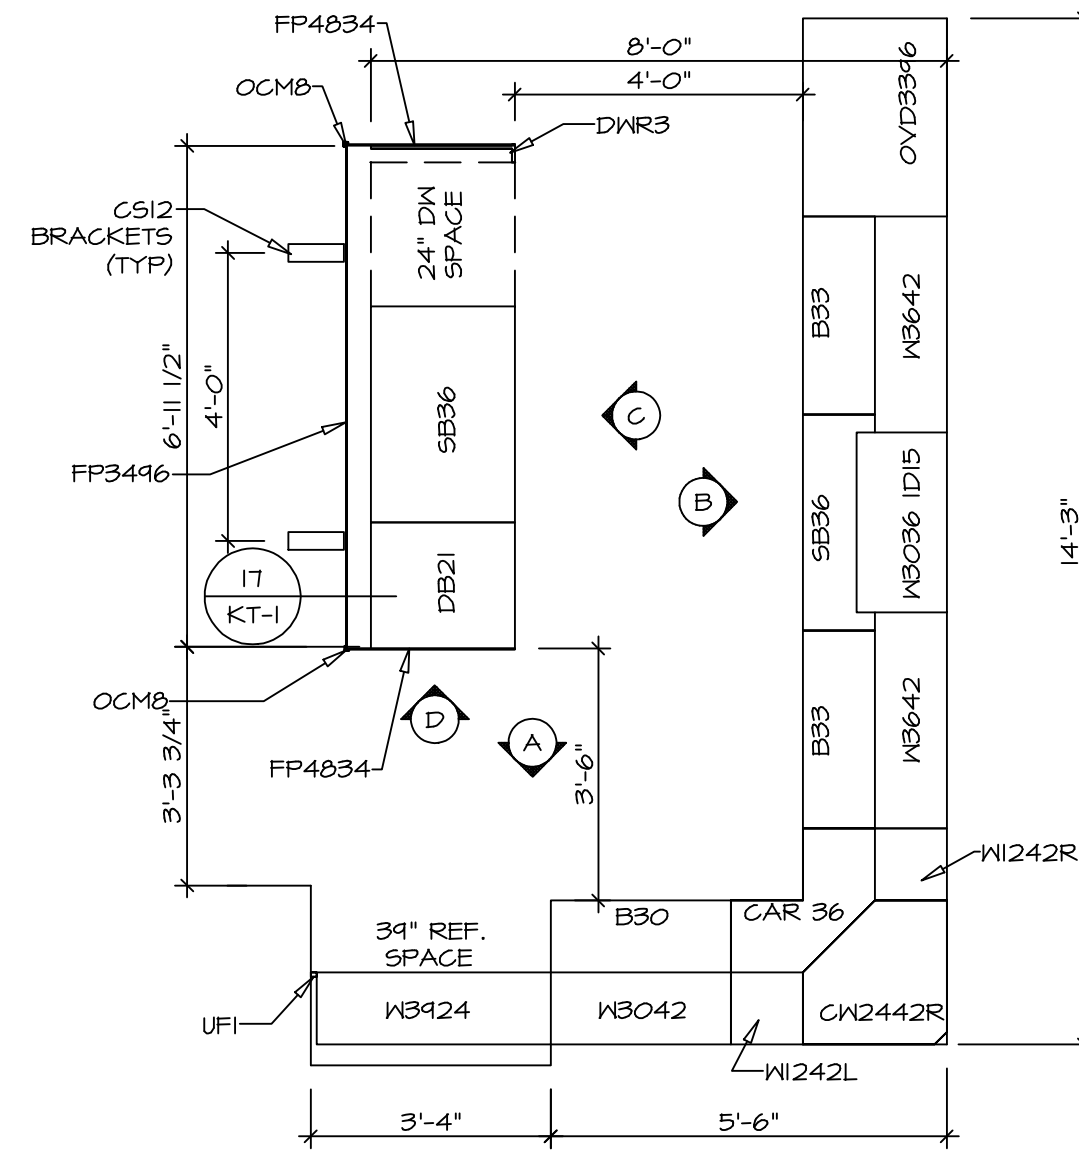 FP4834
8'-0"
OCM8
4'-0"
OVD3396
DWR3
CS12
BRACKETS
(TYP)
24" DW
SPACE
6'-11 1/2"
4'-0"
B33
W3642
SB36
C
FP3496
B
SB36
W3036 1D15
14'-3"
17
KT-1
DB21
OCM8
D
A
FP4834
3'-3 3/4"
3'-6"
B33
W3642
W1242R
B30
CAR 36
39" REF.
SPACE
W3924
W3042
CW2442R
UF1
W1242L
3'-4"
5'-6"